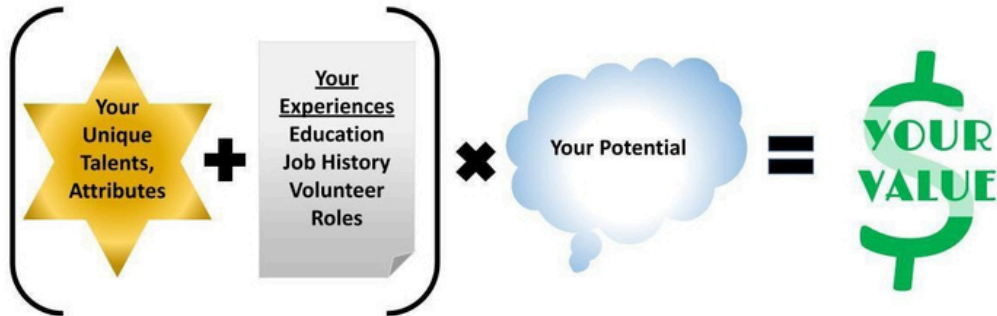 Your
Unique
Talents,
Attributes
Your
Experiences
Education
Job History
Volunteer
Roles
Your Potential
YOUR
VALUE